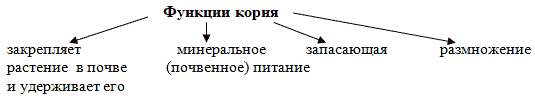 Функции корня
закрепляет минеральное запасающая размножение
растение в почве (почвенное) питание
и удерживает его